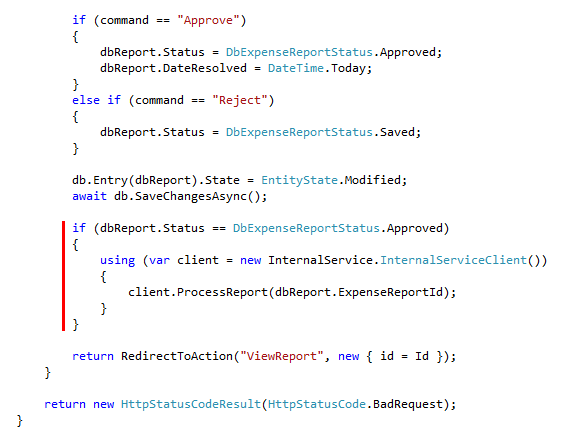 if (command == "Approve")
{
dbReport.Status = DbExpenseReportStatus.Approved;
dbReport.DateResolved = DateTime.Today;
}
else if (command == "Reject")
{
dbReport.Status = DbExpenseReportStatus.Saved;
}
db.Entry(dbReport).State = EntityState.Modified;
await db.SaveChangesAsync();
if (dbReport.Status == DbExpenseReportStatus.Approved)
{
using (var client = new InternalService.InternalServiceClient())
{
client.ProcessReport(dbReport.ExpenseReportId);
}
}
return RedirectToAction("ViewReport", new { id = Id });
}
return new HttpStatusCodeResult(HttpStatusCode.BadRequest);
}